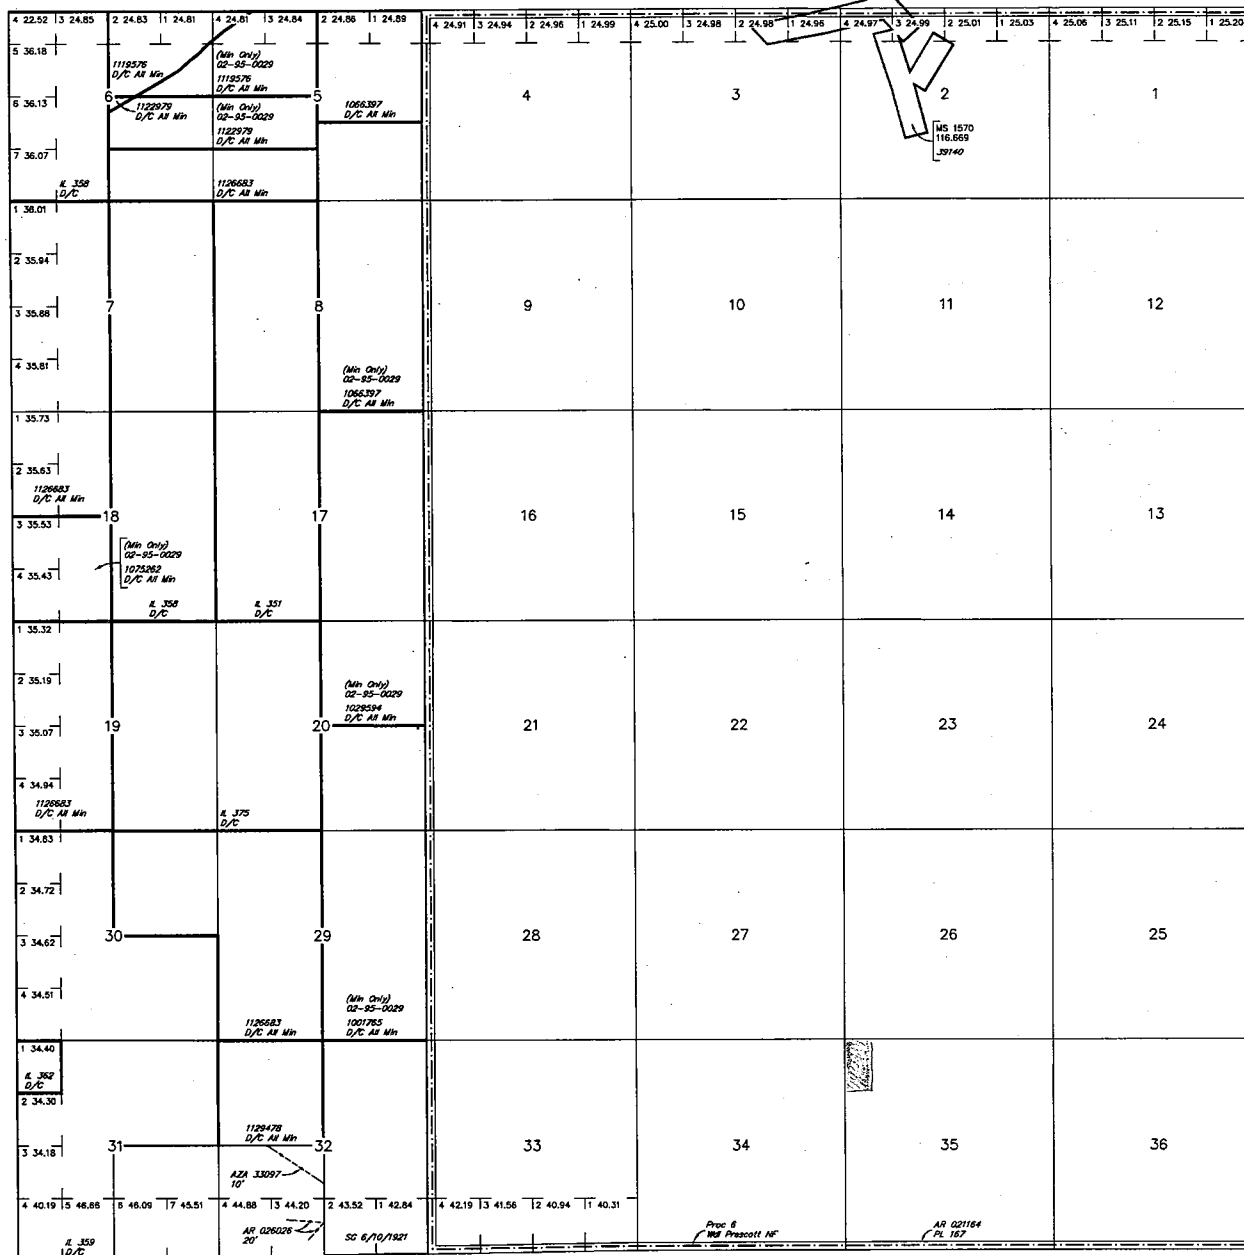 4 22.52 3 24.85 2 24.83 1 24.81 4 24.81 3 24.84 2 24.86 1 24.89 4 24.91 3 24.94 2 24.96 1 24.99 4 25.00 3 24.98 2 24.98 1 24.96 4 24.97 3 24.99 2 25.01 1 25.03 4 25.06 3 25.11 2 25.15 1 25.20
5 36.18
1119576
D/C All Min
(Min Only)
02-95-0029
1119576
D/C All Min
6 36.13
6
5
4
3
2
1
1122979
D/C All Min
(Min Only)
02-95-0029
1122979
D/C All Min
1066397
D/C All Min
MS 1570
116.669
39140
7 36.07
IL 358
D/C
1126683
D/C All Min
1 36.01
2 35.94
3 35.88
7
8
9
10
11
12
4 35.81
(Min Only)
02-95-0029
1066397
D/C All Min
1 35.73
2 35.63
1126683
D/C All Min
3 35.53
18
17
16
15
14
13
(Min Only)
02-95-0029
1075262
D/C All Min
4 35.43
IL 358
D/C
IL 351
D/C
1 35.32
2 35.19
(Min Only)
02-95-0029
1029594
D/C All Min
3 35.07
19
20
21
22
23
24
4 34.94
1126683
D/C All Min
IL 375
D/C
1 34.83
2 34.72
3 34.62
30
29
28
27
26
25
4 34.51
1126683
D/C All Min
(Min Only)
02-95-0029
1001765
D/C All Min
1 34.40
IL 362
D/C
2 34.30
1129478
D/C All Min
3 34.18
31
32
33
34
35
36
AZA 33097
10'
4 40.19 5 46.66 6 46.09 7 45.51 4 44.88 3 44.20 2 43.52 1 42.84 4 42.19 3 41.56 2 40.94 1 40.31
AR 026026
20'
SG 6/10/1921
IL 359
D/C
Proc 6
Wdl Prescott NF
AR 021164
PL 167